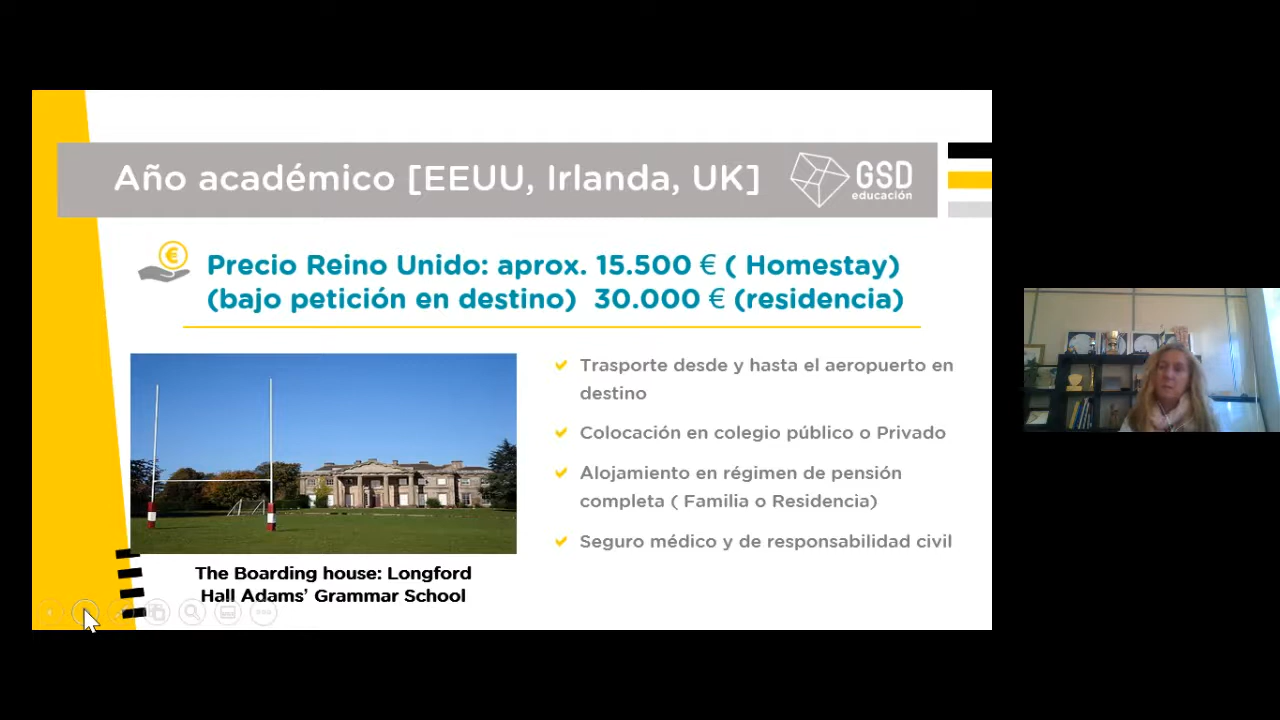 Año académico [EEUU, Irlanda, UK]
GSD
educación
€
Precio Reino Unido: aprox. 15.500 € ( Homestay)
(bajo petición en destino) 30.000 € (residencia)
Trasporte desde y hasta el aeropuerto en
destino
Colocación en colegio público o Privado
Alojamiento en régimen de pensión
completa ( Familia o Residencia)
Seguro médico y de responsabilidad civil
The Boarding house: Longford
Hall Adams’ Grammar School